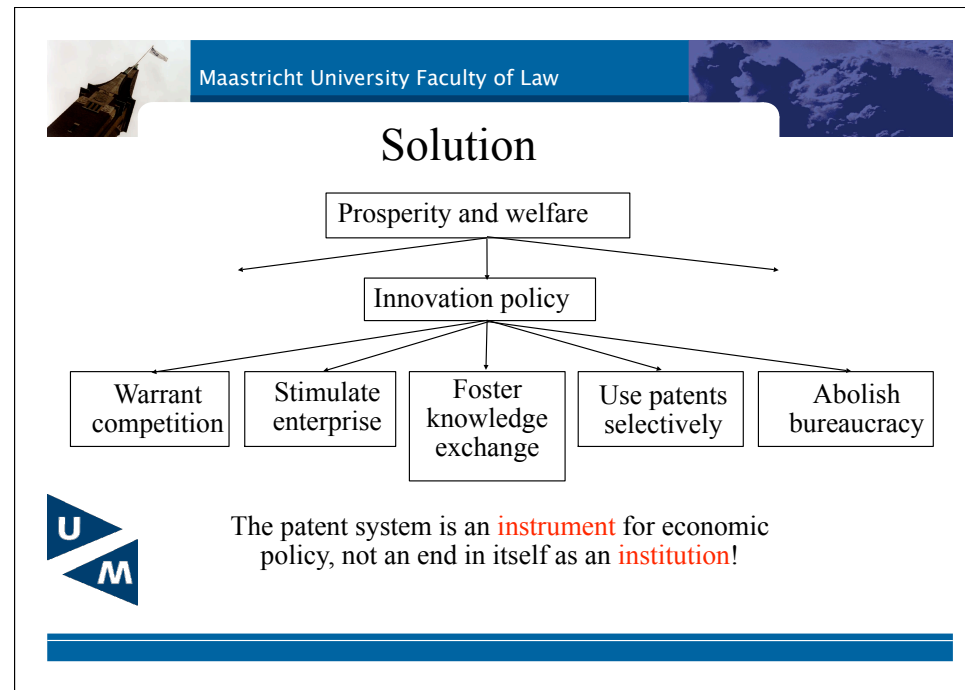 Maastricht University Faculty of Law
Solution
Prosperity and welfare
Innovation policy
Warrant
competition
Stimulate
enterprise
Foster
knowledge
exchange
Use patents
selectively
Abolish
bureaucracy
The patent system is an instrument for economic
policy, not an end in itself as an institution!
U
M